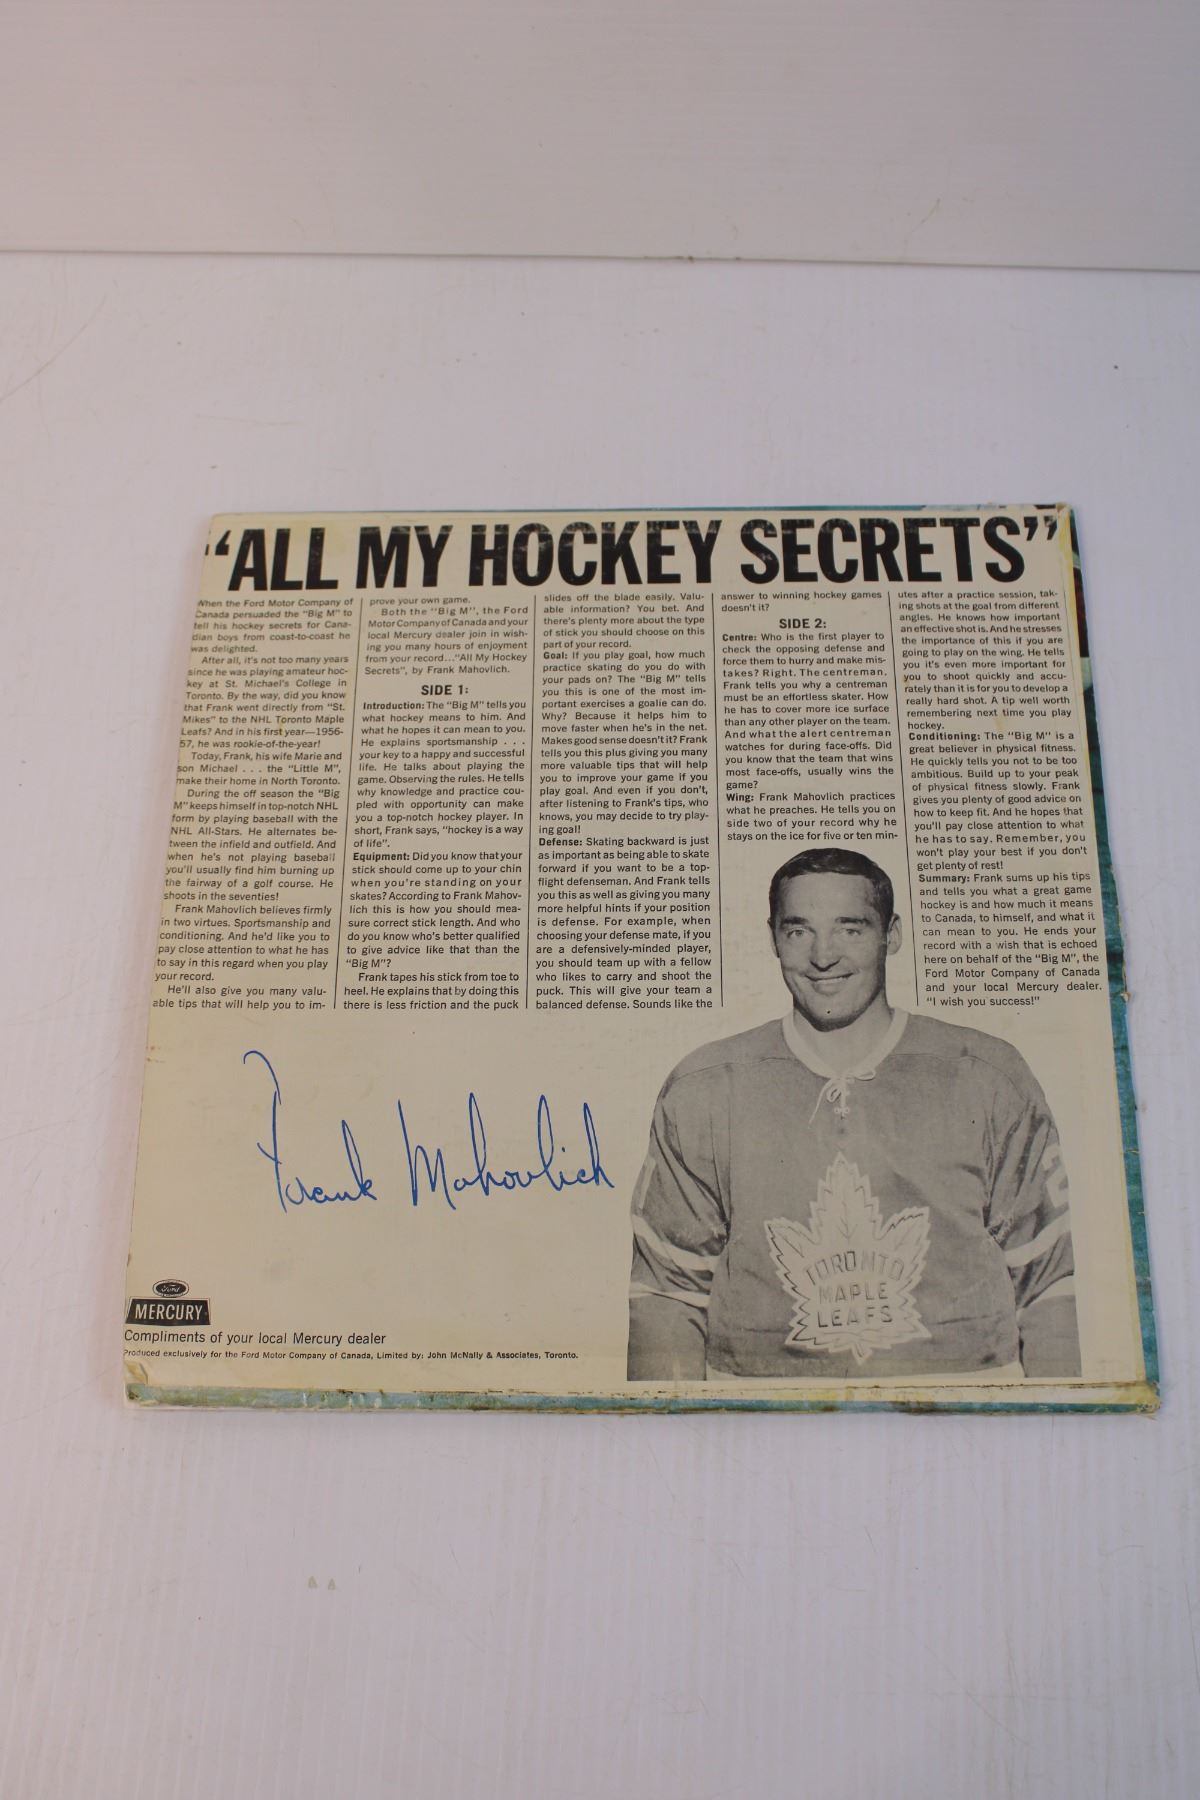 "ALL MY HOCKEY SECRETS"
When the Ford Motor Company of
Canada persuaded the "Big M" to
tell his hockey secrets for Cana-
dian boys from coast-to-coast he
was delighted.
After all, it's not too many years
since he was playing amateur hoc-
key at St. Michael's College in
Toronto. By the way, did you know
that Frank went directly from "St.
Mikes" to the NHL Toronto Maple
Leafs? And in his first year—1956-
57, he was rookie-of-the-year!
Today, Frank, his wife Marie and
son Michael . . . the "Little M",
make their home in North Toronto.
During the off season the "Big
M" keeps himself in top-notch NHL
form by playing baseball with the
NHL All-Stars. He alternates be-
tween the infield and outfield. And
when he's not playing baseball
you'll usually find him burning up
the fairway of a golf course. He
shoots in the seventies!
Frank Mahovlich believes firmly
in two virtues. Sportsmanship and
conditioning. And he'd like you to
pay close attention to what he has
to say in this regard when you play
your record.
He'll also give you many valu-
able tips that will help you to im-
prove your own game.
Both the "Big M", the Ford
Motor Company of Canada and your
local Mercury dealer join in wish-
ing you many hours of enjoyment
from your record..."All My Hockey
Secrets", by Frank Mahovlich.
SIDE 1:
Introduction: The "Big M" tells you
what hockey means to him. And
what he hopes it can mean to you.
He explains sportsmanship . . .
your key to a happy and successful
life. He talks about playing the
game. Observing the rules. He tells
why knowledge and practice cou-
pled with opportunity can make
you a top-notch hockey player. In
short, Frank says, "hockey is a way
of life".
Equipment: Did you know that your
stick should come up to your chin
when you're standing on your
skates? According to Frank Mahov-
lich this is how you should mea-
sure correct stick length. And who
do you know who's better qualified
to give advice like that than the
"Big M"?
Frank tapes his stick from toe to
heel. He explains that by doing this
there is less friction and the puck
slides off the blade easily. Valu-
able information? You bet. And
there's plenty more about the type
of stick you should choose on this
part of your record.
Goal: If you play goal, how much
practice skating do you do with
your pads on? The "Big M" tells
you this is one of the most im-
portant exercises a goalie can do.
Why? Because it helps him to
move faster when he's in the net.
Makes good sense doesn't it? Frank
tells you this plus giving you many
more valuable tips that will help
you to improve your game if you
play goal. And even if you don't,
after listening to Frank's tips, who
knows, you may decide to try play-
ing goal!
Defense: Skating backward is just
as important as being able to skate
forward if you want to be a top-
flight defenseman. And Frank tells
you this as well as giving you many
more helpful hints if your position
is defense. For example, when
choosing your defense mate, if you
are a defensively-minded player,
you should team up with a fellow
who likes to carry and shoot the
puck. This will give your team a
balanced defense. Sounds like the
answer to winning hockey games
doesn't it?
SIDE 2:
Centre: Who is the first player to
check the opposing defense and
force them to hurry and make mis-
takes? Right. The centreman.
Frank tells you why a centreman
must be an effortless skater. How
he has to cover more ice surface
than any other player on the team.
And what the alert centreman
watches for during face-offs. Did
you know that the team that wins
most face-offs, usually wins the
game?
Wing: Frank Mahovlich practices
what he preaches. He tells you on
side two of your record why he
stays on the ice for five or ten min-
utes after a practice session, tak-
ing shots at the goal from different
angles. He knows how important
an effective shot is. And he stresses
the importance of this if you are
going to play on the wing. He tells
you it's even more important for
you to shoot quickly and accu-
rately than it is for you to develop a
really hard shot. A tip well worth
remembering next time you play
hockey.
Conditioning: The "Big M" is a
great believer in physical fitness.
He quickly tells you not to be too
ambitious. Build up to your peak
of physical fitness slowly. Frank
gives you plenty of good advice on
how to keep fit. And he hopes that
you'll pay close attention to what
he has to say. Remember, you
won't play your best if you don't
get plenty of rest!
Summary: Frank sums up his tips
and tells you what a great game
hockey is and how much it means
to Canada, to himself, and what it
can mean to you. He ends your
record with a wish that is echoed
here on behalf of the "Big M", the
Ford Motor Company of Canada
and your local Mercury dealer.
"I wish you success!"
Frank Mahovlich
TORONTO
MAPLE
LEAFS
2
Ford
MERCURY
Compliments of your local Mercury dealer
Produced exclusively for the Ford Motor Company of Canada, Limited by: John McNally & Associates, Toronto.